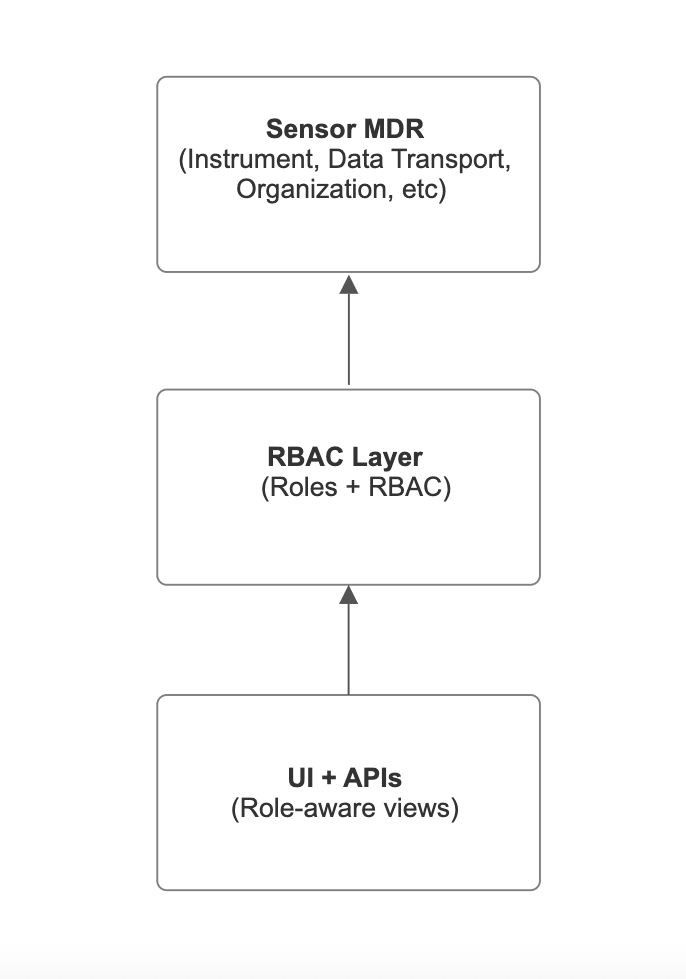 Sensor MDR
(Instrument, Data Transport,
Organization, etc)
RBAC Layer
(Roles + RBAC)
UI + APIs
(Role-aware views)